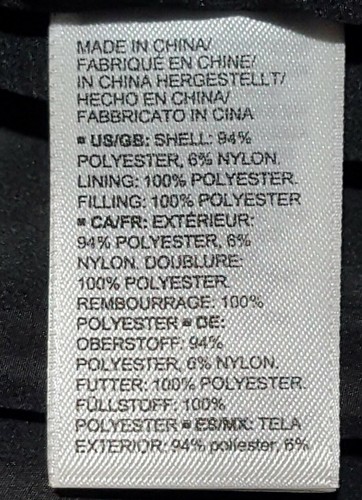 MADE IN CHINA/
FABRIQUÉ EN CHINE/
IN CHINA HERGESTELLT/
HECHO EN CHINA/
FABBRICATO IN CINA
▪ US/GB: SHELL: 94%
POLYESTER, 6% NYLON.
LINING: 100% POLYESTER.
FILLING: 100% POLYESTER
▪ CA/FR: EXTÉRIEUR:
94% POLYESTER, 6%
NYLON. DOUBLURE:
100% POLYESTER.
REMBOURRAGE: 100%
POLYESTER ▪ DE:
OBERSTOFF: 94%
POLYESTER, 6% NYLON.
FUTTER: 100% POLYESTER.
FÜLLSTOFF: 100%
POLYESTER ▪ ES/MX: TELA
EXTERIOR: 94% poliester, 6%